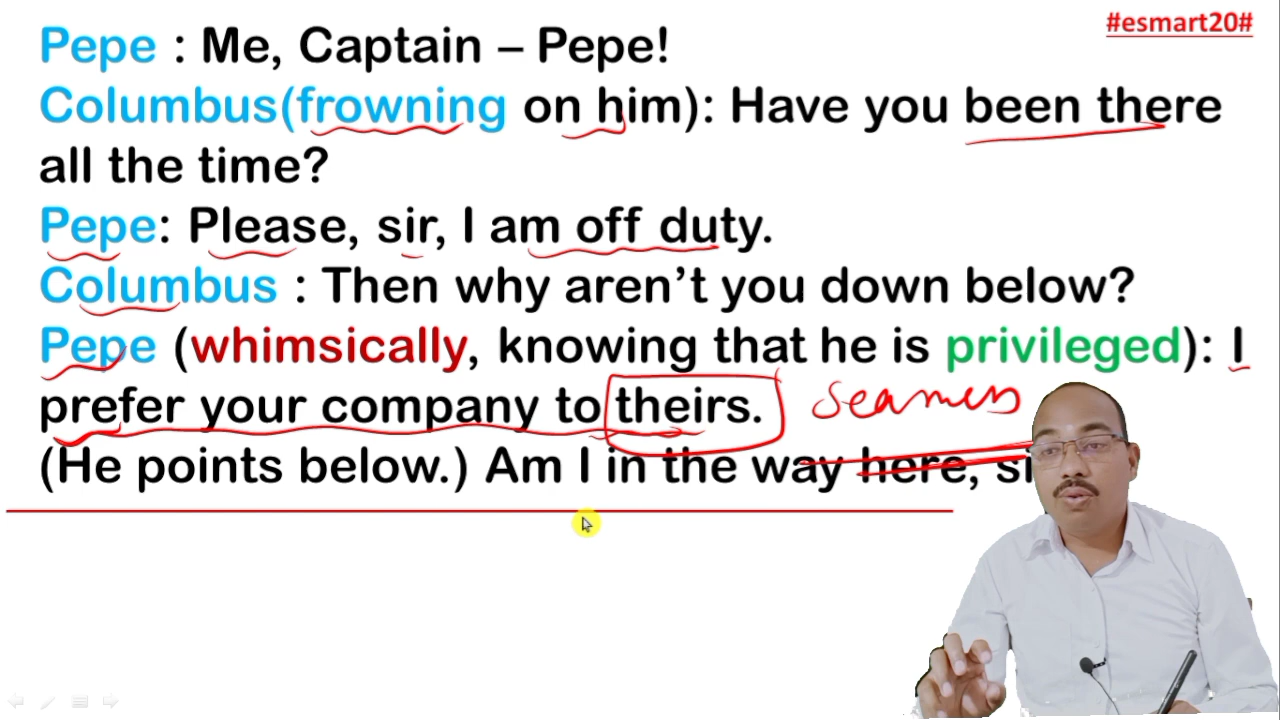 #esmart20#
Pepe : Me, Captain – Pepe!
Columbus(frowning on him): Have you been there
all the time?
Pepe: Please, sir, I am off duty.
Columbus : Then why aren’t you down below?
Pepe (whimsically, knowing that he is privileged): I
prefer your company to theirs. Seamen
(He points below.) Am I in the way here,